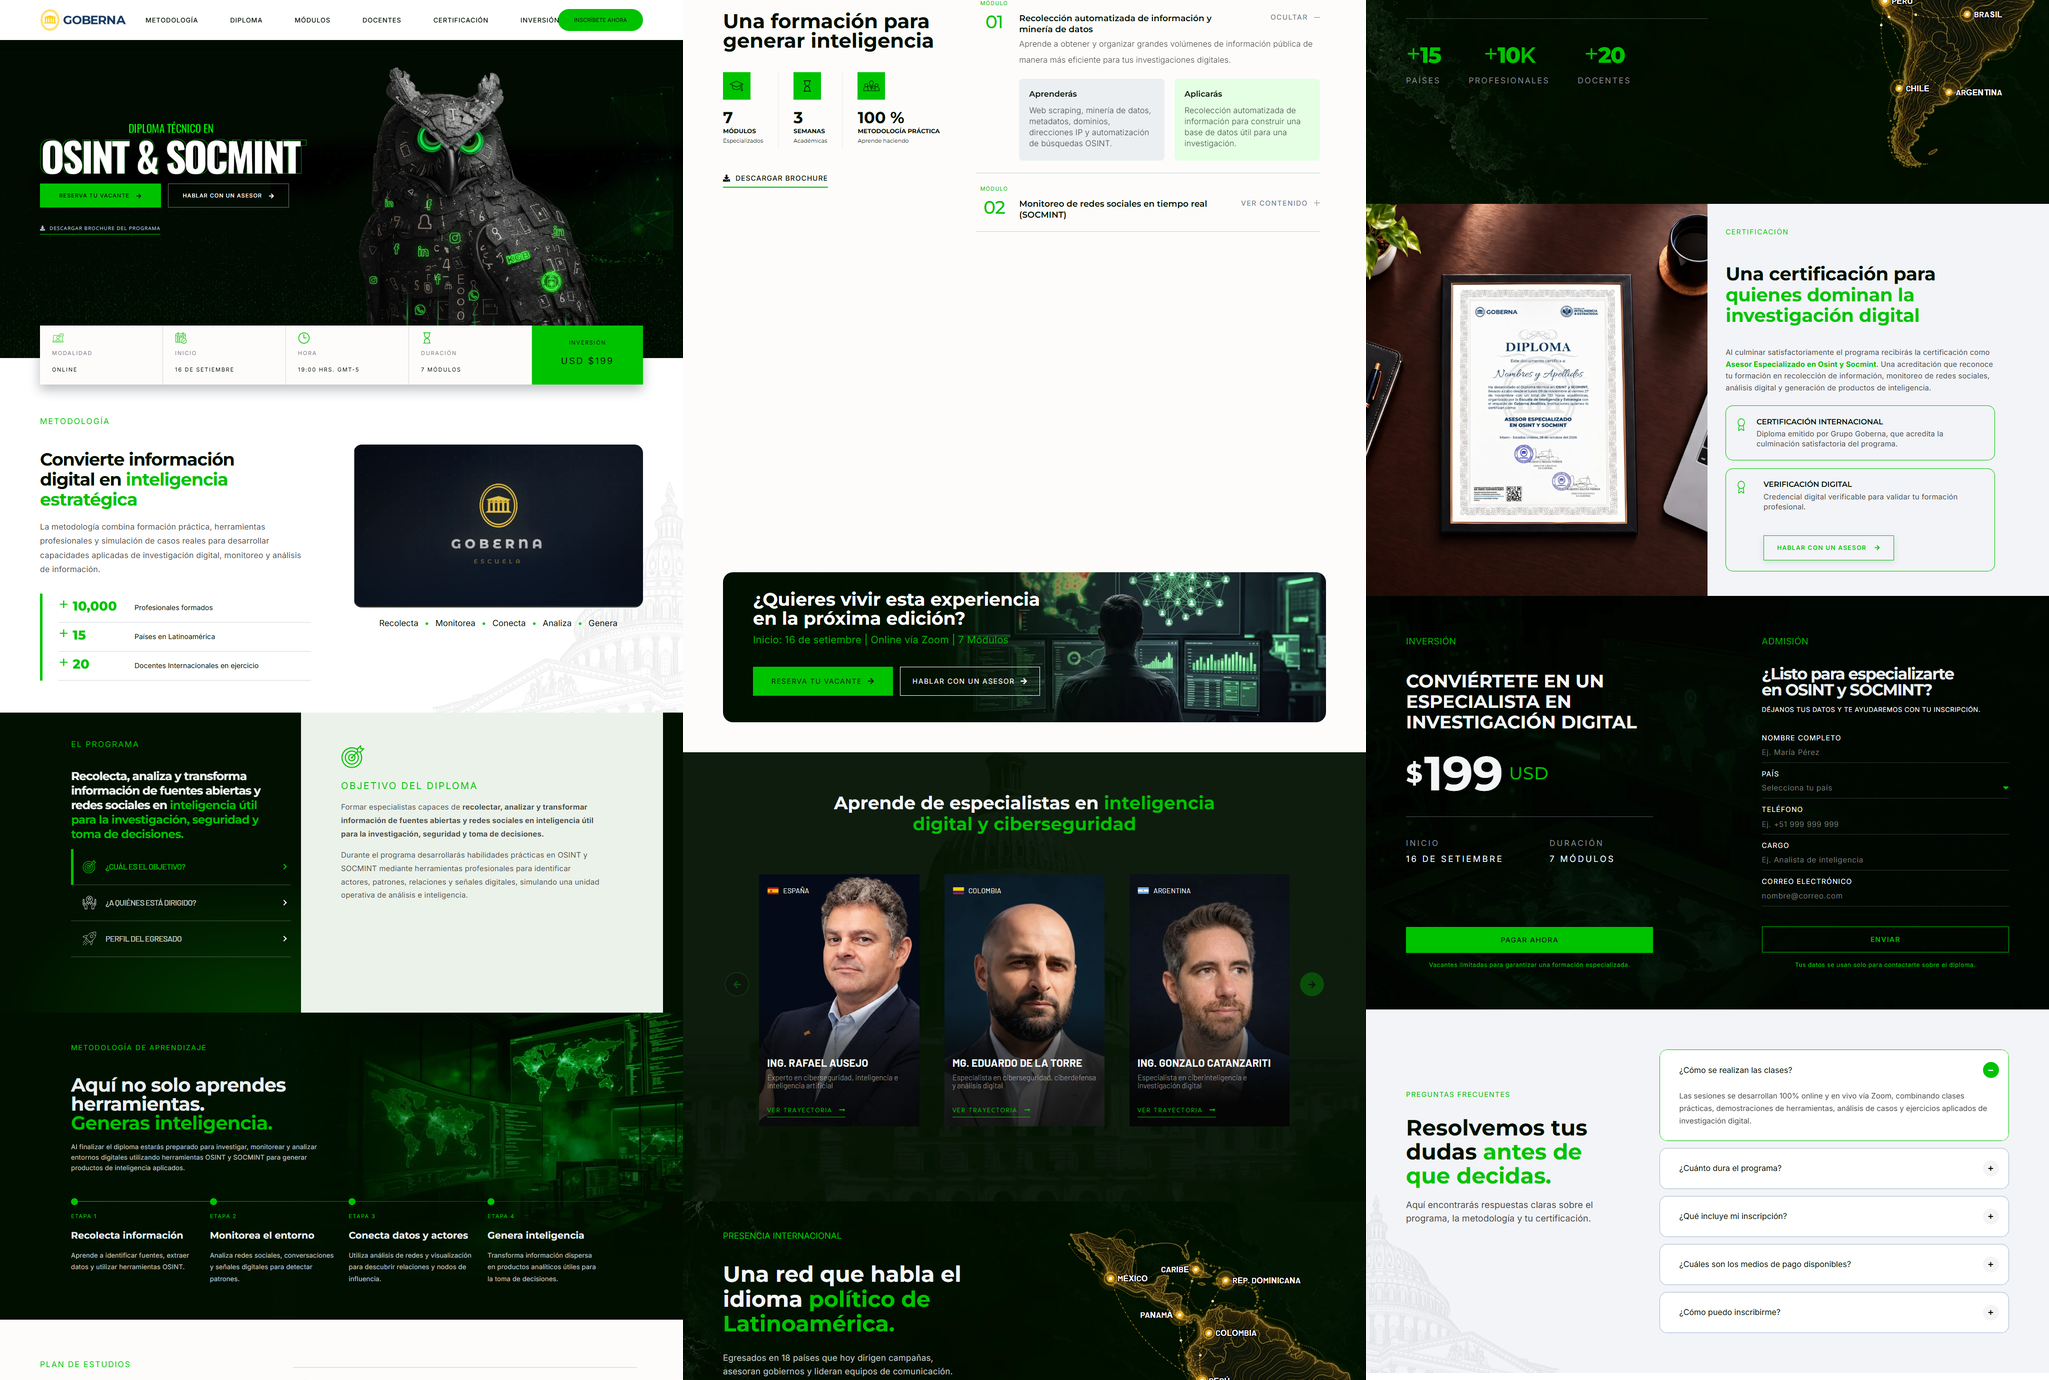 GOBERNA
METODOLOGÍA
DIPLOMA
MÓDULOS
DOCENTES
CERTIFICACIÓN
INVERSIÓN
INSCRÍBETE AHORA
DIPLOMA TÉCNICO EN
OSINT & SOCMINT
RESERVA TU VACANTE →
HABLAR CON UN ASESOR →
DESCARGAR BROCHURE DEL PROGRAMA
MODALIDAD
ONLINE
INICIO
16 DE SETIEMBRE
HORA
19:00 HRS. GMT-5
DURACIÓN
7 MÓDULOS
INVERSIÓN
USD $199
METODOLOGÍA
Convierte información
digital en inteligencia
estratégica
La metodología combina formación práctica, herramientas
profesionales y simulación de casos reales para desarrollar
capacidades aplicadas de investigación digital, monitoreo y análisis
de información.
+ 10,000 Profesionales formados
+ 15 Países en Latinoamérica
+ 20 Docentes Internacionales en ejercicio
GOBERNA
ESCUELA
Recolecta • Monitorea • Conecta • Analiza • Genera
EL PROGRAMA
Recolecta, analiza y transforma
información de fuentes abiertas y
redes sociales en inteligencia útil
para la investigación, seguridad y
toma de decisiones.
¿CUÁL ES EL OBJETIVO?
¿A QUIÉNES ESTÁ DIRIGIDO?
PERFIL DEL EGRESADO
OBJETIVO DEL DIPLOMA
Formar especialistas capaces de recolectar, analizar y transformar
información de fuentes abiertas y redes sociales en inteligencia útil
para la investigación, seguridad y toma de decisiones.
Durante el programa desarrollarás habilidades prácticas en OSINT y
SOCMINT mediante herramientas profesionales para identificar
actores, patrones, relaciones y señales digitales, simulando una unidad
operativa de análisis e inteligencia.
METODOLOGÍA DE APRENDIZAJE
Aquí no solo aprendes
herramientas.
Generas inteligencia.
Al finalizar el diploma estarás preparado para investigar, monitorear y analizar
entornos digitales utilizando herramientas OSINT y SOCMINT para generar
productos de inteligencia aplicados.
ETAPA 1
Recolecta información
Aprende a identificar fuentes, extraer
datos y utilizar herramientas OSINT.
ETAPA 2
Monitorea el entorno
Analiza redes sociales, conversaciones
y señales digitales para detectar
patrones.
ETAPA 3
Conecta datos y actores
Utiliza análisis de redes y visualización
para descubrir relaciones y nodos de
influencia.
ETAPA 4
Genera inteligencia
Transforma información dispersa
en productos analíticos útiles para
la toma de decisiones.
PLAN DE ESTUDIOS
Una formación para
generar inteligencia
7
MÓDULOS
Especializados
3
SEMANAS
Académicas
100 %
METODOLOGÍA PRÁCTICA
Aprende haciendo
DESCARGAR BROCHURE
MÓDULO
01
Recolección automatizada de información y
minería de datos
OCULTAR −
Aprende a obtener y organizar grandes volúmenes de información pública de
manera más eficiente para tus investigaciones digitales.
Aprenderás
Web scraping, minería de datos,
metadatos, dominios,
direcciones IP y automatización
de búsquedas OSINT.
Aplicarás
Recolección automatizada de
información para construir una
base de datos útil para una
investigación.
MÓDULO
02
Monitoreo de redes sociales en tiempo real
(SOCMINT)
VER CONTENIDO +
¿Quieres vivir esta experiencia
en la próxima edición?
Inicio: 16 de setiembre | Online vía Zoom | 7 Módulos
RESERVA TU VACANTE →
HABLAR CON UN ASESOR →
Aprende de especialistas en inteligencia
digital y ciberseguridad
ESPAÑA
ING. RAFAEL AUSEJO
Experto en ciberseguridad, inteligencia e
inteligencia artificial
VER TRAYECTORIA →
COLOMBIA
MG. EDUARDO DE LA TORRE
Especialista en ciberseguridad, ciberdefensa
y análisis digital
VER TRAYECTORIA →
ARGENTINA
ING. GONZALO CATANZARITI
Especialista en ciberinteligencia e
investigación digital
VER TRAYECTORIA →
PRESENCIA INTERNACIONAL
Una red que habla el
idioma político de
Latinoamérica.
Egresados en 18 países que hoy dirigen campañas,
asesoran gobiernos y lideran equipos de comunicación.
MÉXICO
CARIBE
REP. DOMINICANA
PANAMÁ
COLOMBIA
PERÚ
BRASIL
CHILE
ARGENTINA
+15
PAÍSES
+10K
PROFESIONALES
+20
DOCENTES
GOBERNA
DIPLOMA
Nombres y Apellidos
ASESOR ESPECIALIZADO
EN OSINT Y SOCMINT
CERTIFICACIÓN
Una certificación para
quienes dominan la
investigación digital
Al culminar satisfactoriamente el programa recibirás la certificación como
Asesor Especializado en Osint y Socmint. Una acreditación que reconoce
tu formación en recolección de información, monitoreo de redes sociales,
análisis digital y generación de productos de inteligencia.
CERTIFICACIÓN INTERNACIONAL
Diploma emitido por Grupo Goberna, que acredita la
culminación satisfactoria del programa.
VERIFICACIÓN DIGITAL
Credencial digital verificable para validar tu formación
profesional.
HABLAR CON UN ASESOR →
INVERSIÓN
CONVIÉRTETE EN UN
ESPECIALISTA EN
INVESTIGACIÓN DIGITAL
$199 USD
INICIO
16 DE SETIEMBRE
DURACIÓN
7 MÓDULOS
PAGAR AHORA
Vacantes limitadas para garantizar una formación especializada.
ADMISIÓN
¿Listo para especializarte
en OSINT y SOCMINT?
DÉJANOS TUS DATOS Y TE AYUDAREMOS CON TU INSCRIPCIÓN.
NOMBRE COMPLETO
Ej. María Pérez
PAÍS
Selecciona tu país
TELÉFONO
Ej. +51 999 999 999
CARGO
Ej. Analista de inteligencia
CORREO ELECTRÓNICO
nombre@correo.com
ENVIAR
Tus datos se usan solo para contactarte sobre el diploma.
PREGUNTAS FRECUENTES
Resolvemos tus
dudas antes de
que decidas.
Aquí encontrarás respuestas claras sobre el
programa, la metodología y tu certificación.
¿Cómo se realizan las clases?
Las sesiones se desarrollan 100% online y en vivo vía Zoom, combinando clases
prácticas, demostraciones de herramientas, análisis de casos y ejercicios aplicados de
investigación digital.
¿Cuánto dura el programa?
¿Qué incluye mi inscripción?
¿Cuáles son los medios de pago disponibles?
¿Cómo puedo inscribirme?